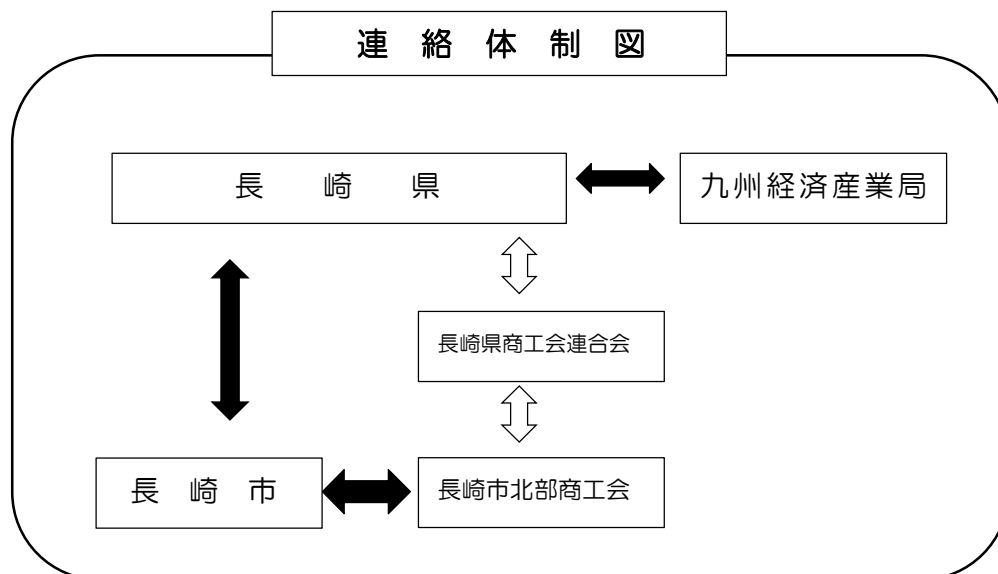 連絡体制図
長崎県
九州経済産業局
長崎県商工会連合会
長崎市
長崎市北部商工会